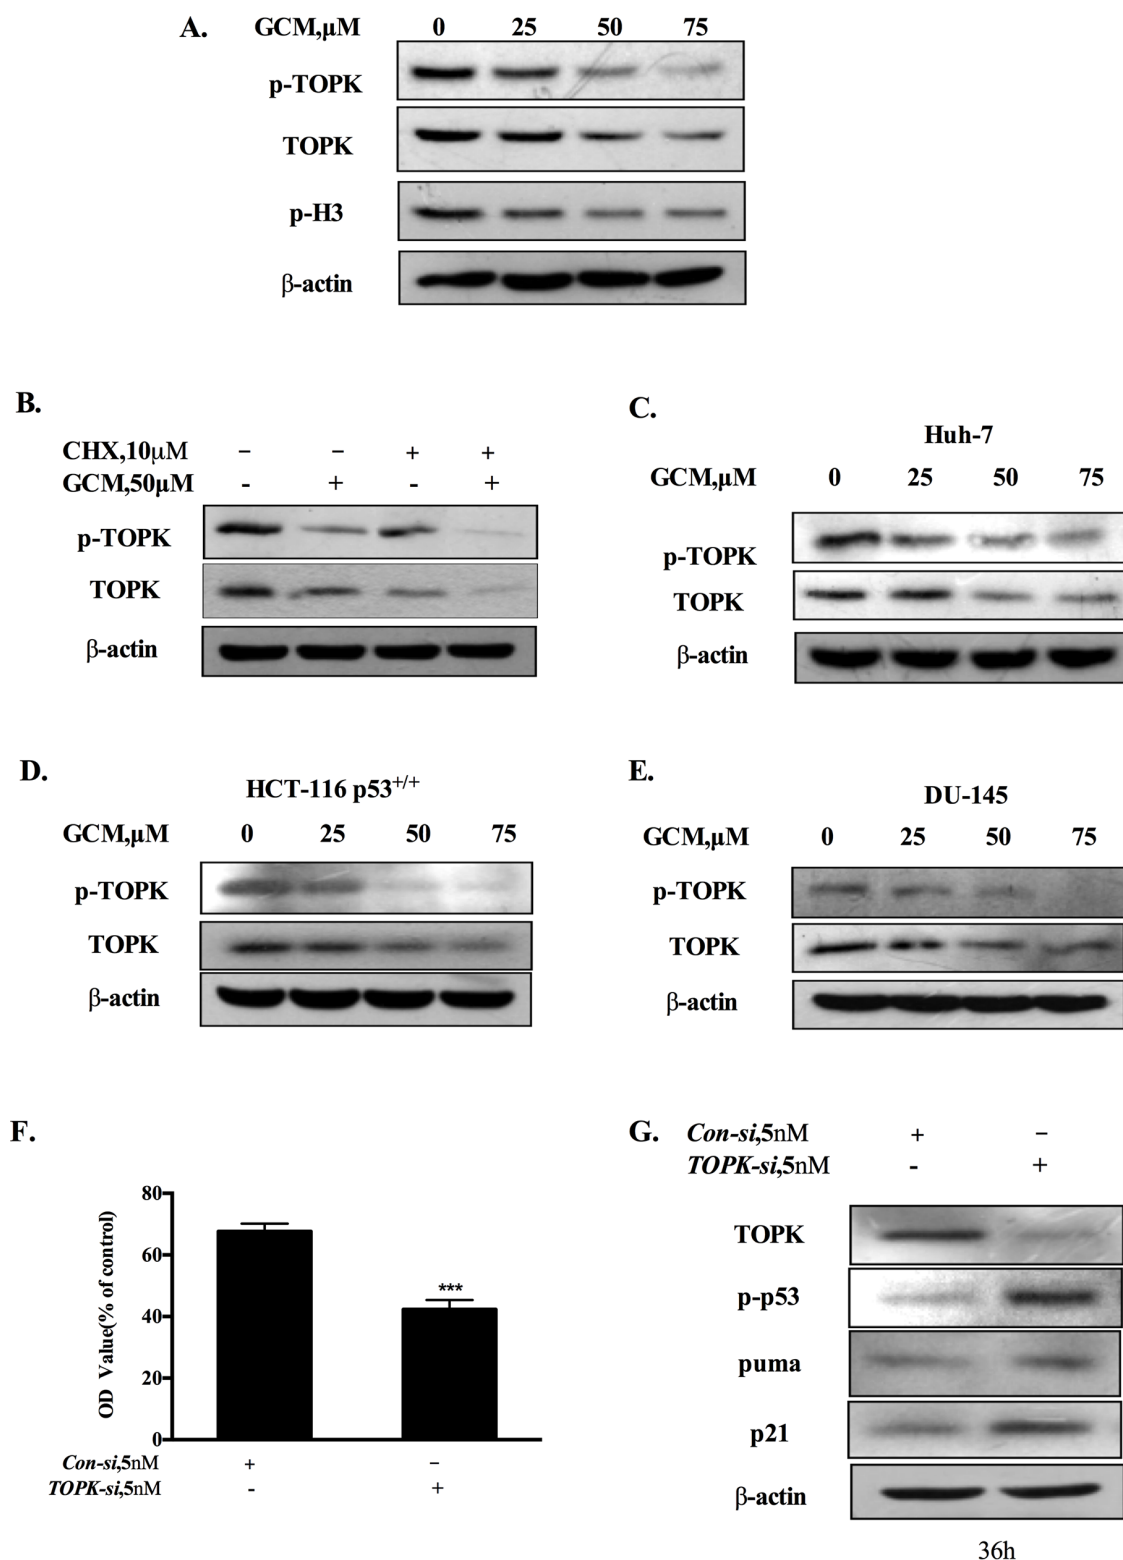 A. GCM,μM 0 25 50 75
p-TOPK
TOPK
p-H3
β-actin
B.
CHX,10μM − − + +
GCM,50μM - + - +
p-TOPK
TOPK
β-actin
C.
Huh-7
GCM,μM 0 25 50 75
p-TOPK
TOPK
β-actin
D.
HCT-116 p53+/+
GCM,μM 0 25 50 75
p-TOPK
TOPK
β-actin
E.
DU-145
GCM,μM 0 25 50 75
p-TOPK
TOPK
β-actin
F.
OD Value(% of control)
80
60
40
20
0
***
Con-si,5nM + −
TOPK-si,5nM - +
G. Con-si,5nM + −
TOPK-si,5nM - +
TOPK
p-p53
puma
p21
β-actin
36h